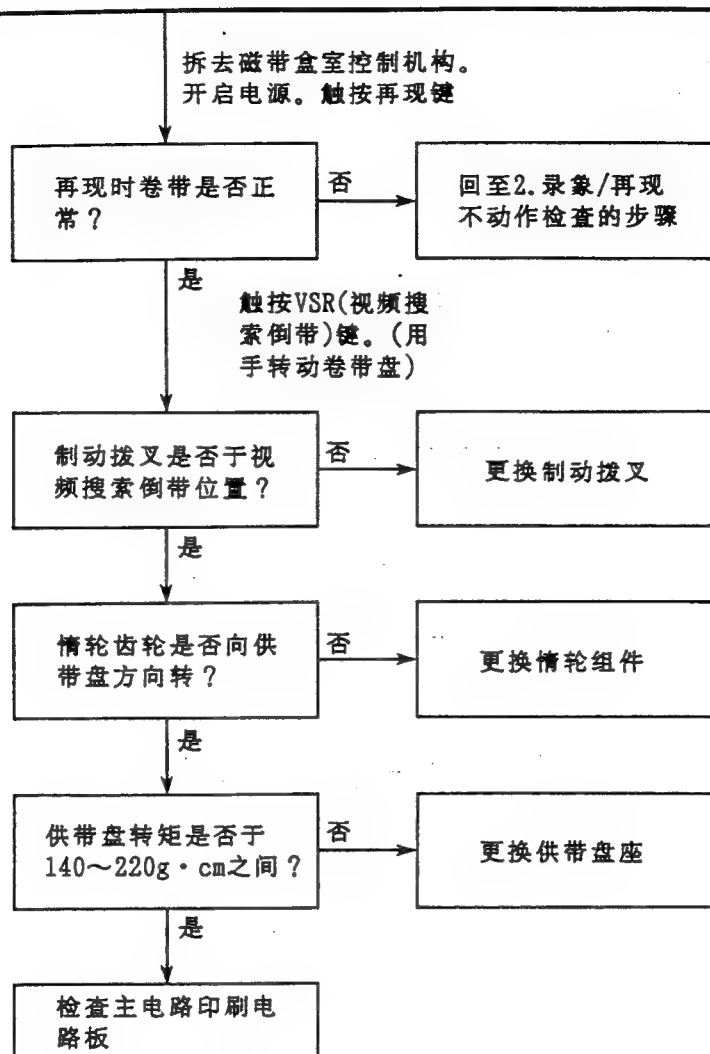 拆去磁带盒室控制机构。
开启电源。触按再现键
再现时卷带是否正
常?
否
回至2.录象/再现
不动作检查的步骤
是
触按VSR(视频搜
索倒带)键。(用
手转动卷带盘)
制动拨叉是否于视
频搜索倒带位置?
否
更换制动拨叉
是
惰轮齿轮是否向供
带盘方向转?
否
更换惰轮组件
是
供带盘转矩是否于
140～220g·cm之间?
否
更换供带盘座
是
检查主电路印刷电
路板